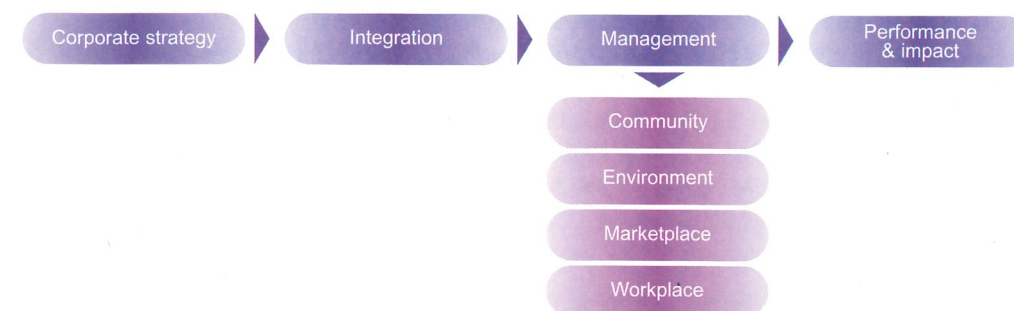 Corporate strategy
Integration
Management
Performance
& impact
Community
Environment
Marketplace
Workplace